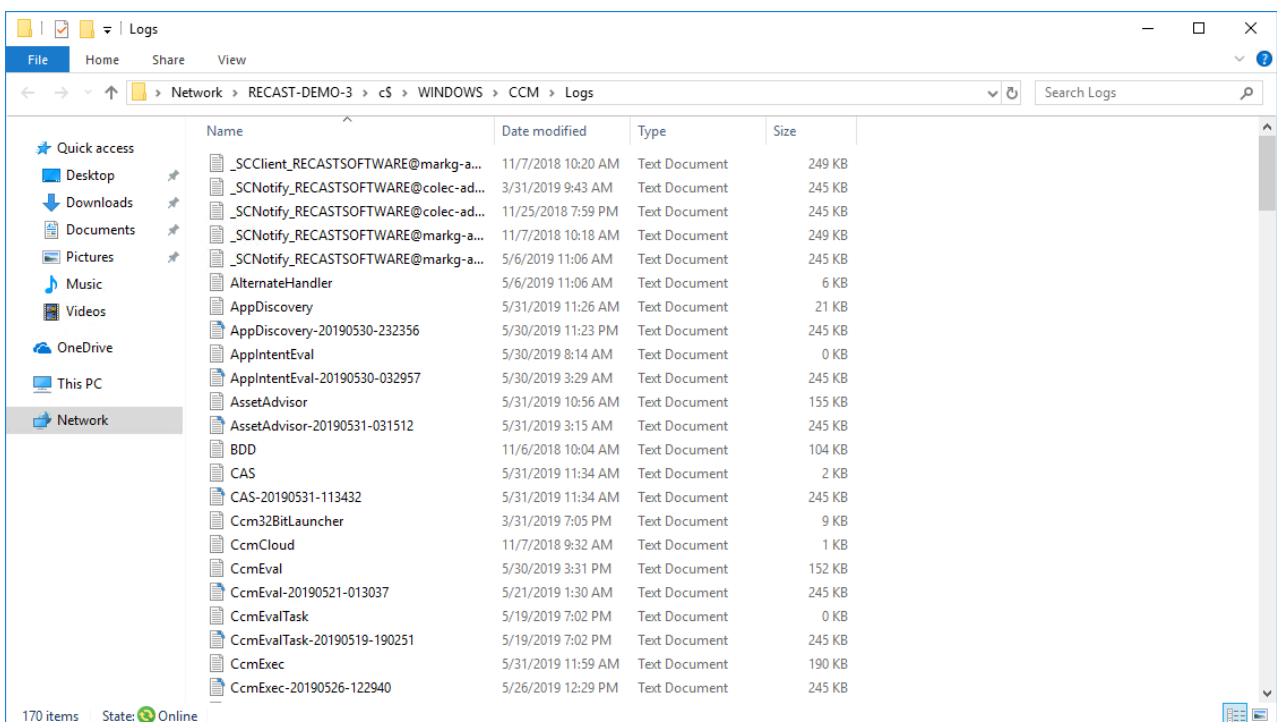 Logs
File Home Share View
Network > RECAST-DEMO-3 > c$ > WINDOWS > CCM > Logs
Search Logs
Quick access
Desktop
Downloads
Documents
Pictures
Music
Videos
OneDrive
This PC
Network
Name Date modified Type Size
_SCClient_RECASTSOFTWARE@markg-a... 11/7/2018 10:20 AM Text Document 249 KB
_SCNotify_RECASTSOFTWARE@colec-ad... 3/31/2019 9:43 AM Text Document 245 KB
_SCNotify_RECASTSOFTWARE@colec-ad... 11/25/2018 7:59 PM Text Document 245 KB
_SCNotify_RECASTSOFTWARE@markg-a... 11/7/2018 10:18 AM Text Document 249 KB
_SCNotify_RECASTSOFTWARE@markg-a... 5/6/2019 11:06 AM Text Document 245 KB
AlternateHandler 5/6/2019 11:06 AM Text Document 6 KB
AppDiscovery 5/31/2019 11:26 AM Text Document 21 KB
AppDiscovery-20190530-232356 5/30/2019 11:23 PM Text Document 245 KB
AppIntentEval 5/30/2019 8:14 AM Text Document 0 KB
AppIntentEval-20190530-032957 5/30/2019 3:29 AM Text Document 245 KB
AssetAdvisor 5/31/2019 10:56 AM Text Document 155 KB
AssetAdvisor-20190531-031512 5/31/2019 3:15 AM Text Document 245 KB
BDD 11/6/2018 10:04 AM Text Document 104 KB
CAS 5/31/2019 11:34 AM Text Document 2 KB
CAS-20190531-113432 5/31/2019 11:34 AM Text Document 245 KB
Ccm32BitLauncher 3/31/2019 7:05 PM Text Document 9 KB
CcmCloud 11/7/2018 9:32 AM Text Document 1 KB
CcmEval 5/30/2019 3:31 PM Text Document 152 KB
CcmEval-20190521-013037 5/21/2019 1:30 AM Text Document 245 KB
CcmEvalTask 5/19/2019 7:02 PM Text Document 0 KB
CcmEvalTask-20190519-190251 5/19/2019 7:02 PM Text Document 245 KB
CcmExec 5/31/2019 11:59 AM Text Document 190 KB
CcmExec-20190526-122940 5/26/2019 12:29 PM Text Document 245 KB
170 items State: Online